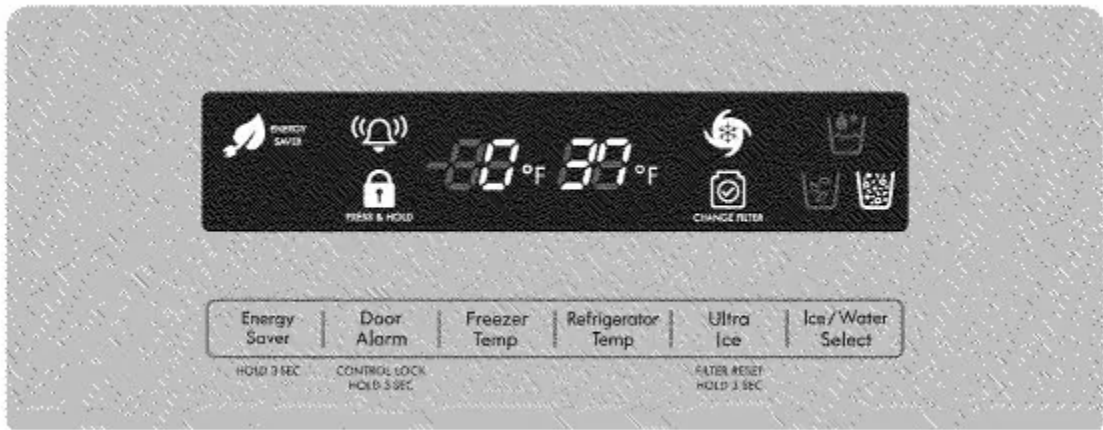 ENERGY
SAVER
0 °F 37 °F
PRESS & HOLD
CHANGE FILTER
Energy
Saver
Door
Alarm
Freezer
Temp
Refrigerator
Temp
Ultra
Ice
Ice/Water
Select
HOLD 3 SEC
CONTROL LOCK
HOLD 3 SEC
FILTER RESET
HOLD 3 SEC